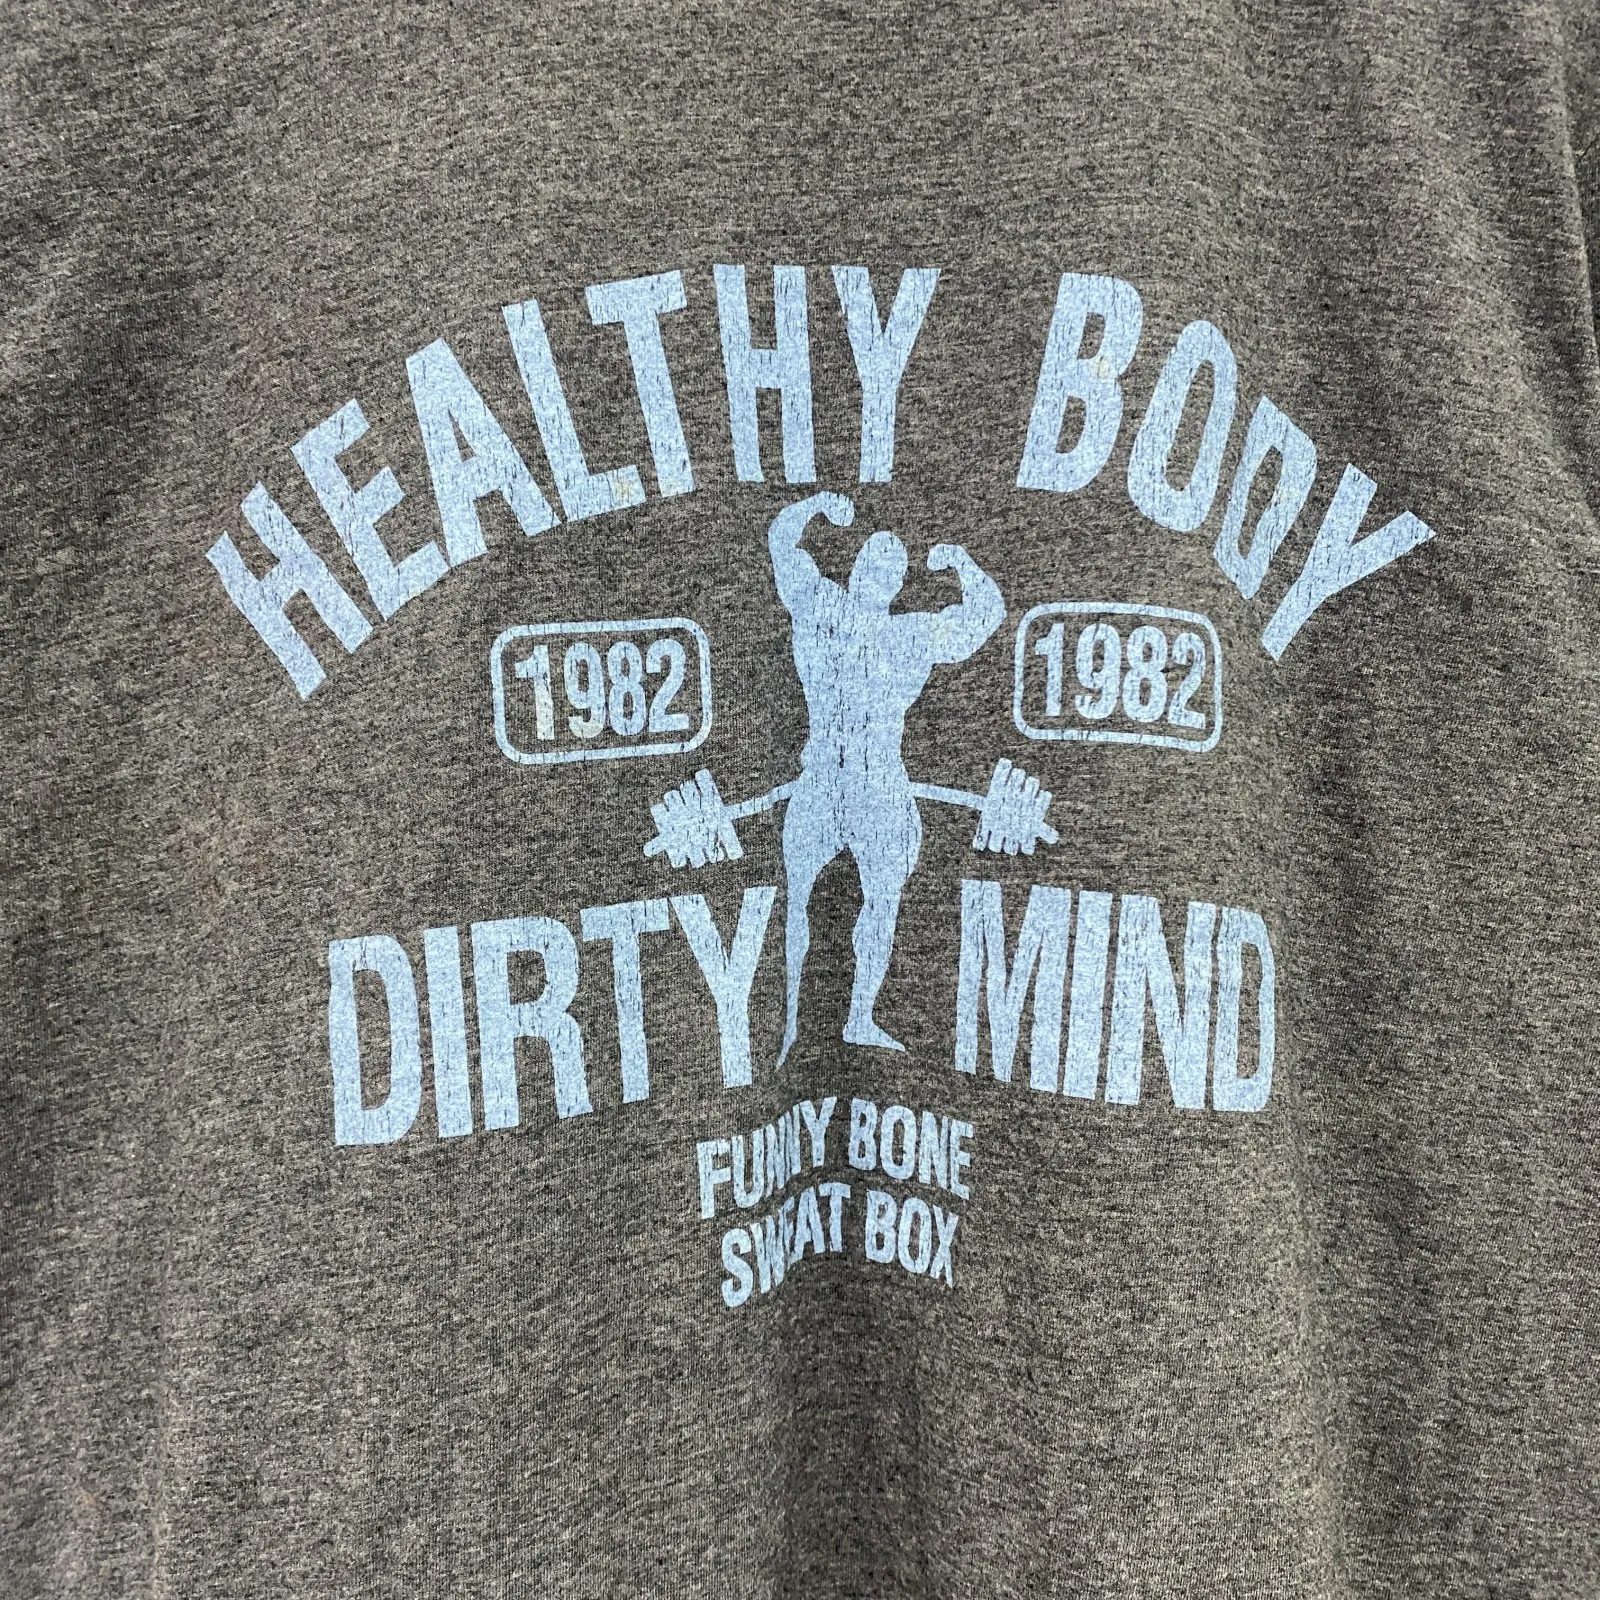 HEALTHY BODY
1982 1982
DIRTY MIND
FUNNY BONE
SWEAT BOX